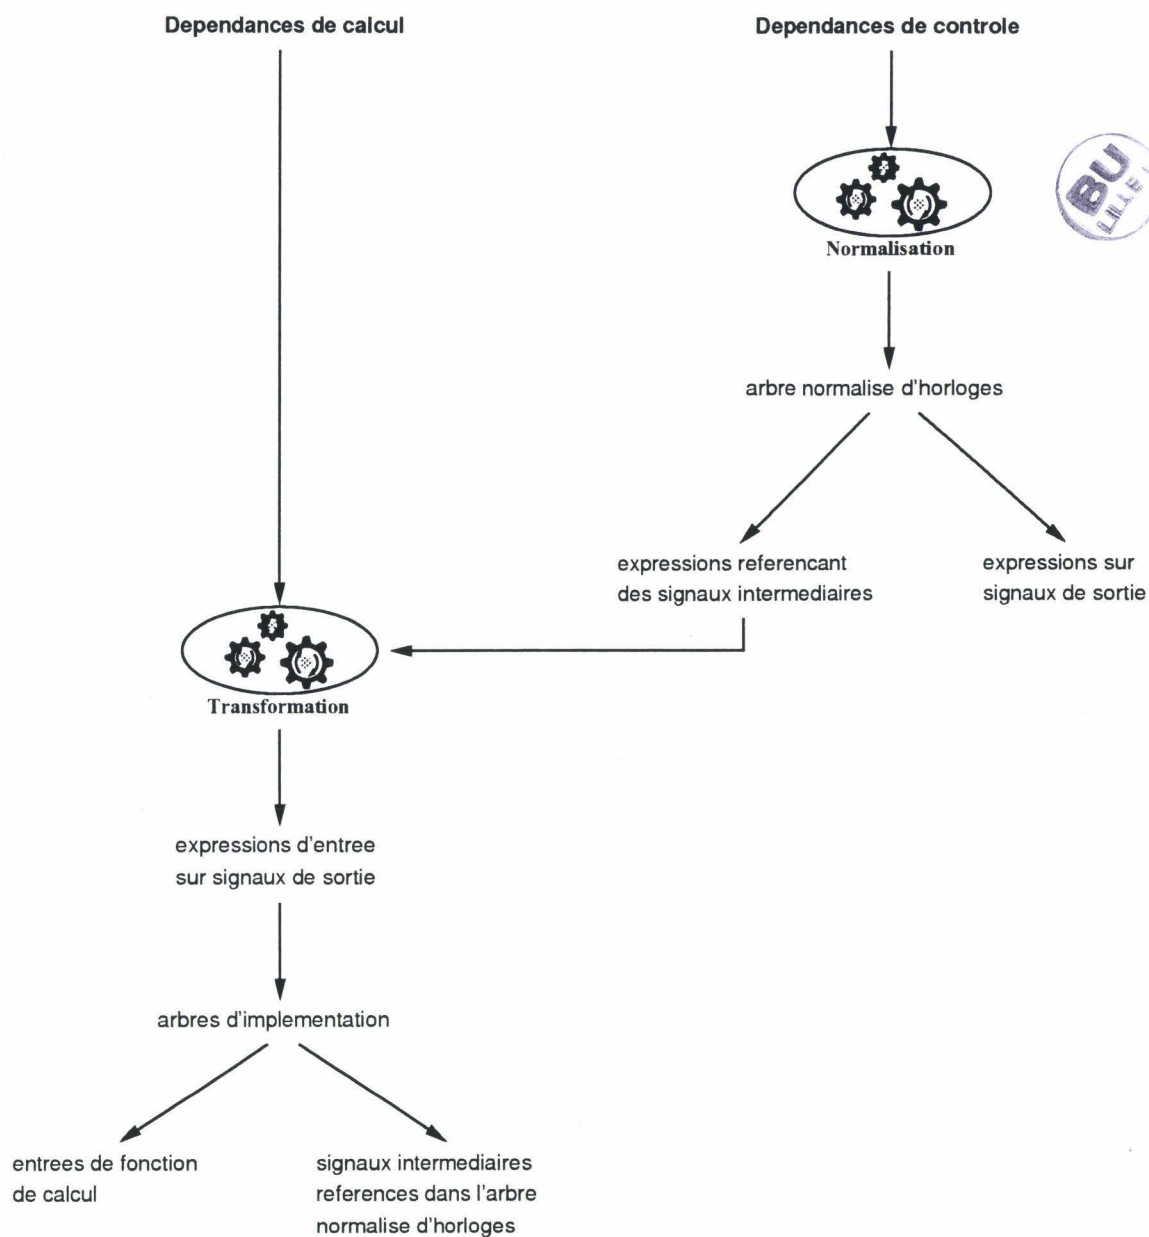 Dependances de calcul
Dependances de controle
BU
LILLE
Normalisation
arbre normalise d'horloges
expressions referencant
des signaux intermediaires
expressions sur
signaux de sortie
Transformation
expressions d'entree
sur signaux de sortie
arbres d'implementation
entrees de fonction
de calcul
signaux intermediaires
references dans l'arbre
normalise d'horloges